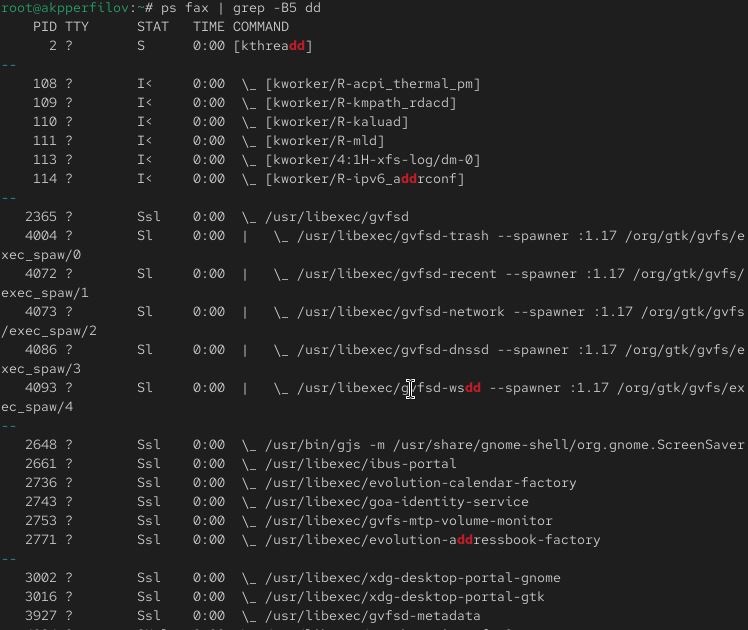 root@akpperfilov:~# ps fax | grep -B5 dd
PID TTY STAT TIME COMMAND
2 ? S 0:00 [kthreadd]
--
108 ? I< 0:00 \_ [kworker/R-acpi_thermal_pm]
109 ? I< 0:00 \_ [kworker/R-kmpath_rdacd]
110 ? I< 0:00 \_ [kworker/R-kaluad]
111 ? I< 0:00 \_ [kworker/R-mld]
113 ? I< 0:00 \_ [kworker/4:1H-xfs-log/dm-0]
114 ? I< 0:00 \_ [kworker/R-ipv6_addrconf]
--
2365 ? Ssl 0:00 \_ /usr/libexec/gvfsd
4004 ? Sl 0:00 | \_ /usr/libexec/gvfsd-trash --spawner :1.17 /org/gtk/gvfs/e
xec_spaw/0
4072 ? Sl 0:00 | \_ /usr/libexec/gvfsd-recent --spawner :1.17 /org/gtk/gvfs/
exec_spaw/1
4073 ? Sl 0:00 | \_ /usr/libexec/gvfsd-network --spawner :1.17 /org/gtk/gvfs
/exec_spaw/2
4086 ? Sl 0:00 | \_ /usr/libexec/gvfsd-dnssd --spawner :1.17 /org/gtk/gvfs/e
xec_spaw/3
4093 ? Sl 0:00 | \_ /usr/libexec/gvfsd-wsdd --spawner :1.17 /org/gtk/gvfs/ex
ec_spaw/4
--
2648 ? Ssl 0:00 \_ /usr/bin/gjs -m /usr/share/gnome-shell/org.gnome.ScreenSaver
2661 ? Ssl 0:00 \_ /usr/libexec/ibus-portal
2736 ? Ssl 0:00 \_ /usr/libexec/evolution-calendar-factory
2743 ? Ssl 0:00 \_ /usr/libexec/goa-identity-service
2753 ? Ssl 0:00 \_ /usr/libexec/gvfs-mtp-volume-monitor
2771 ? Ssl 0:00 \_ /usr/libexec/evolution-addressbook-factory
--
3002 ? Ssl 0:00 \_ /usr/libexec/xdg-desktop-portal-gnome
3016 ? Ssl 0:00 \_ /usr/libexec/xdg-desktop-portal-gtk
3927 ? Ssl 0:00 \_ /usr/libexec/gvfsd-metadata